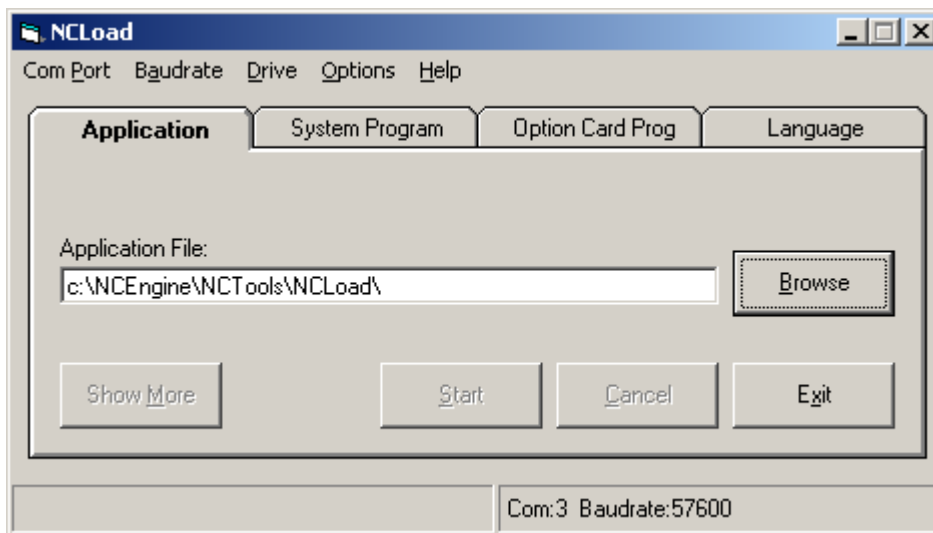 NCLoad
Com Port Baudrate Drive Options Help
Application System Program Option Card Prog Language
Application File:
c:\NCEngine\NCTools\NCLoad\
Browse
Show More Start Cancel Exit
Com:3 Baudrate:57600